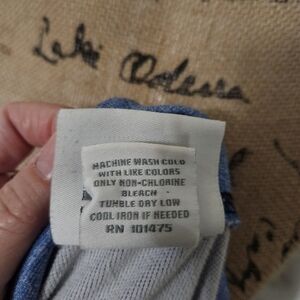 MACHINE WASH COLD
WITH LIKE COLORS
ONLY NON-CHLORINE
BLEACH
TUMBLE DRY LOW
COOL IRON IF NEEDED
RN 101475